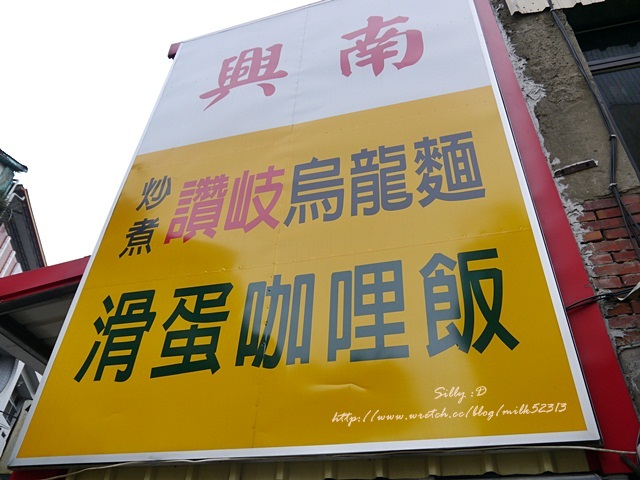 興南
炒煮讚岐烏龍麵
滑蛋咖哩飯
Silly :D
http://www.wretch.cc/blog/milk52313